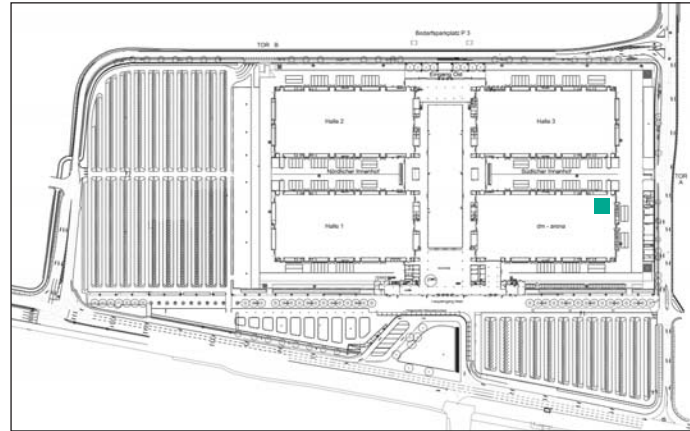 Bedarfsparkplatz P 3
TOR B
Eingang Ost
Halle 2
Halle 3
Nördlicher Innenhof
Südlicher Innenhof
TOR
A
Halle 1
dm - arena